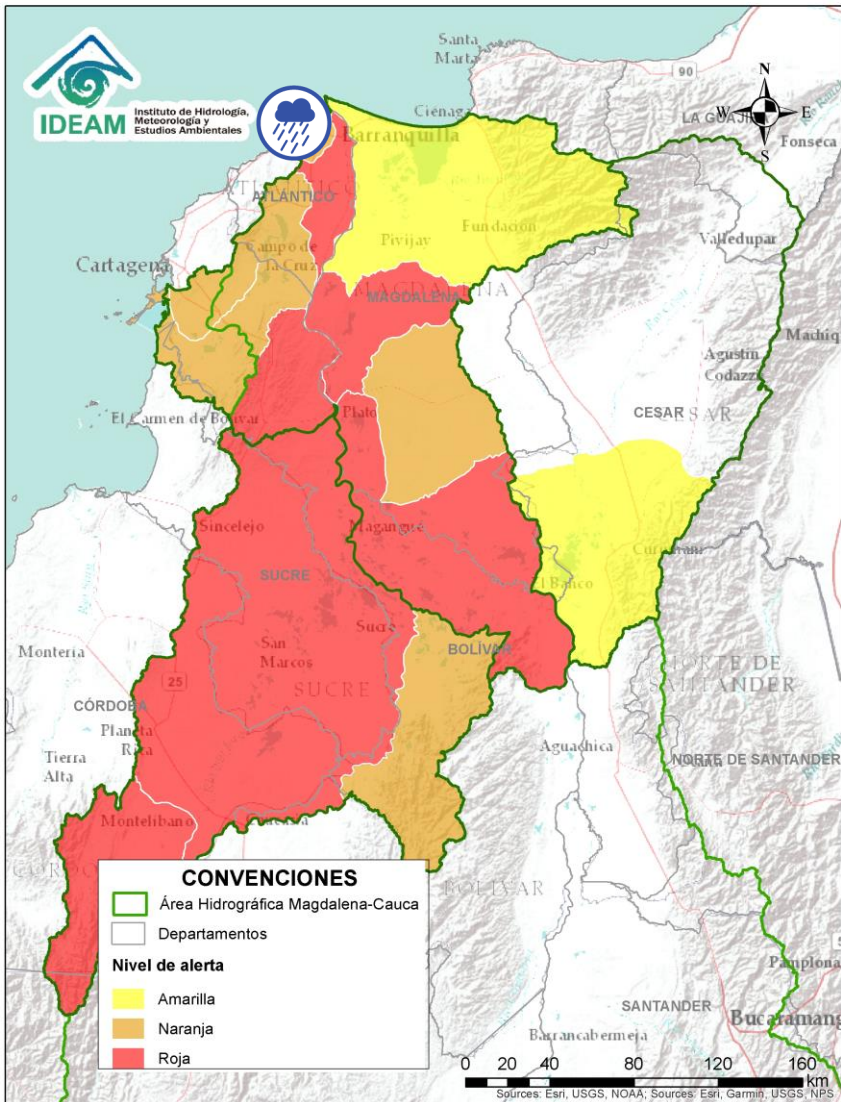 Santa
Marta
90
N
W E
S
LA GUAJIR
Fonseca
IDEAM
Instituto de Hidrología,
Meteorología y
Estudios Ambientales
Ciénaga
Barranquilla
ATLÁNTICO
Pivijay
Fundación
Valledupar
Cartagena
Campo de
la Cruz
MAGDALENA
Agustín
Codazzi
Machiq
CESAR
CESAR
El Carmen de Bolívar
Plato
Sincelejo
Magangué
SUCRE
El Banco
Sucre
BOLÍVAR
San
Marcos
SUCRE
Montería
25
CÓRDOBA
Planeta
Rica
NORTE DE
SANTANDER
Tierra
Alta
Aguachica
NORTE DE SANTANDER
Montelíbano
BOLÍVAR
CONVENCIONES
Área Hidrográfica Magdalena-Cauca
Departamentos
Nivel de alerta
Amarilla
Naranja
Roja
Pamplona
SANTANDER
Bucaramang
Barrancabermeja
0 20 40 80 120 160
km
Sources: Esri, USGS, NOAA; Sources: Esri, Garmin, USGS, NPS